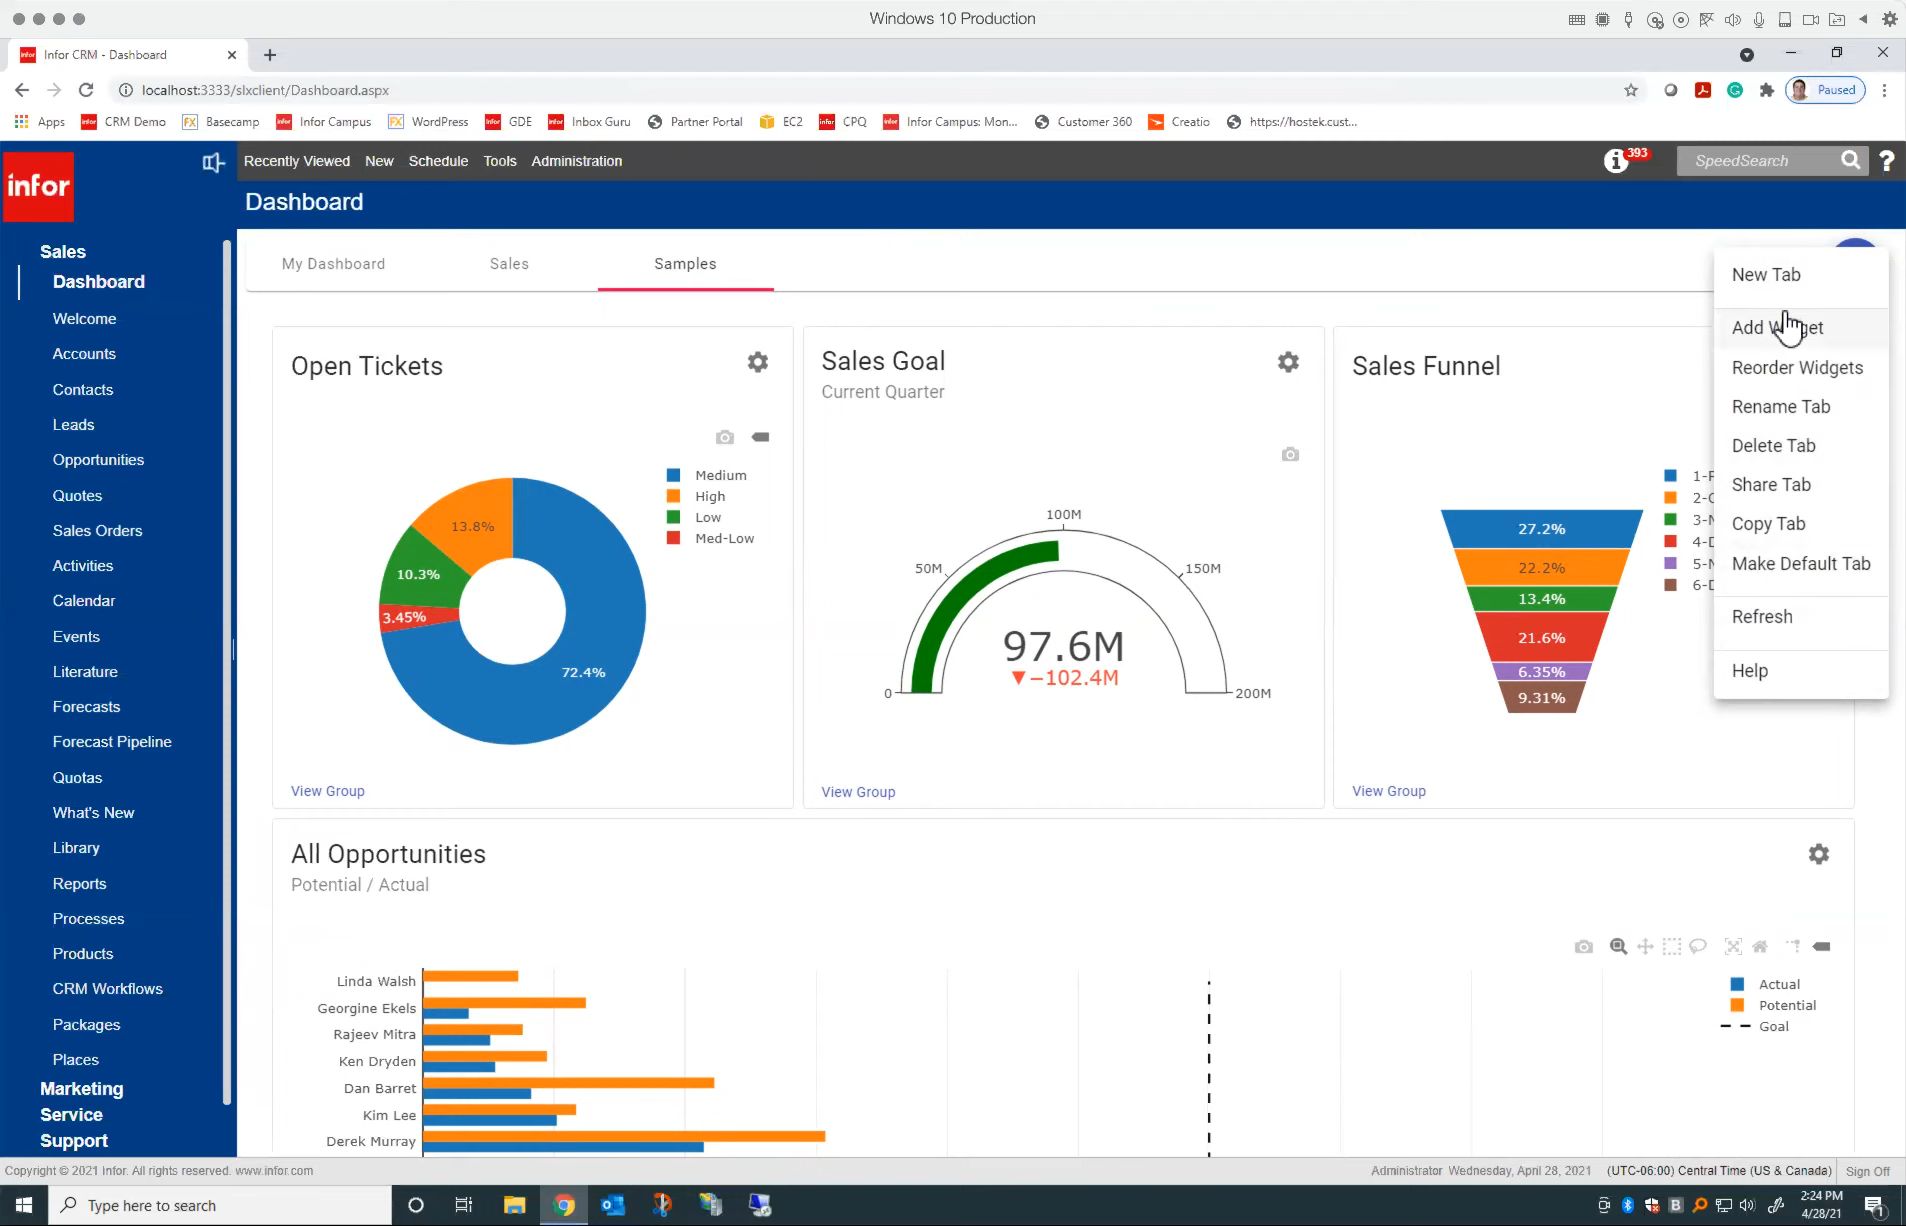 Windows 10 Production
Infor CRM - Dashboard
localhost:3333/slxclient/Dashboard.aspx
Paused
Apps
CRM Demo
Basecamp
Infor Campus
WordPress
GDE
Inbox Guru
Partner Portal
EC2
CPQ
Infor Campus: Mon...
Customer 360
Creatio
https://hostek.cust...
infor
Recently Viewed New Schedule Tools Administration
393
SpeedSearch
Dashboard
Sales
Dashboard
Welcome
Accounts
Contacts
Leads
Opportunities
Quotes
Sales Orders
Activities
Calendar
Events
Literature
Forecasts
Forecast Pipeline
Quotas
What's New
Library
Reports
Processes
Products
CRM Workflows
Packages
Places
Marketing
Service
Support
My Dashboard
Sales
Samples
New Tab
Add Widget
Reorder Widgets
Rename Tab
Delete Tab
Share Tab
Copy Tab
Make Default Tab
Refresh
Help
Open Tickets
Medium
High
Low
Med-Low
13.8%
10.3%
3.45%
72.4%
View Group
Sales Goal
Current Quarter
100M
50M
150M
97.6M
▼−102.4M
0
200M
View Group
Sales Funnel
27.2%
22.2%
13.4%
21.6%
6.35%
9.31%
View Group
All Opportunities
Potential / Actual
Linda Walsh
Georgine Ekels
Rajeev Mitra
Ken Dryden
Dan Barret
Kim Lee
Derek Murray
Actual
Potential
Goal
Copyright © 2021 Infor. All rights reserved. www.infor.com
Administrator Wednesday, April 28, 2021 (UTC-06:00) Central Time (US & Canada) Sign Off
Type here to search
2:24 PM
4/28/21